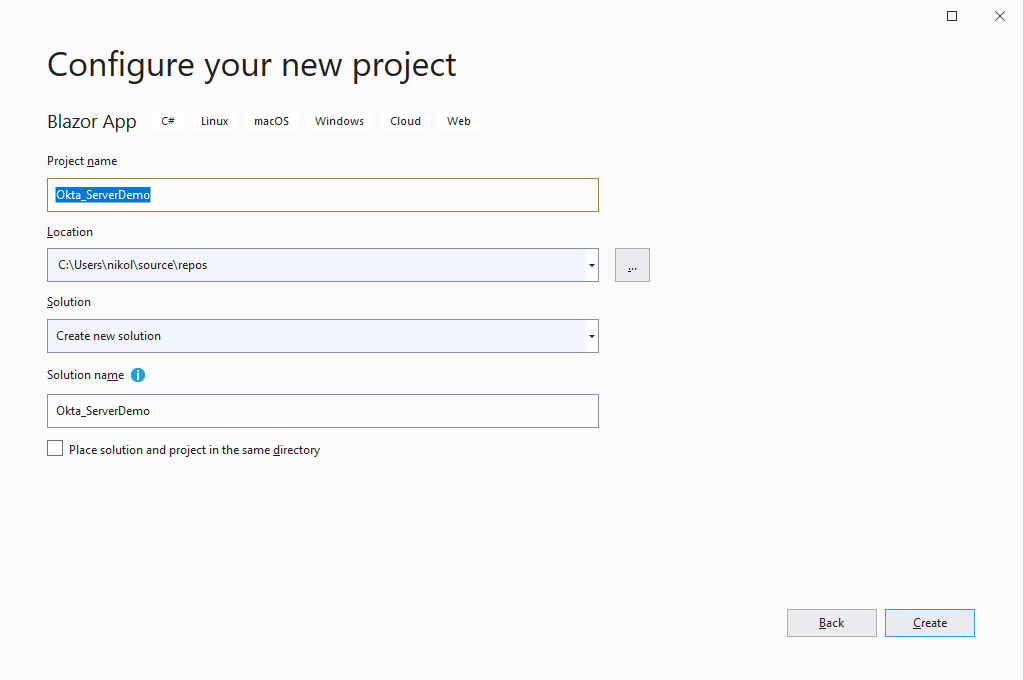 Configure your new project
Blazor App C# Linux macOS Windows Cloud Web
Project name
Okta_ServerDemo
Location
C:\Users\nikol\source\repos
...
Solution
Create new solution
Solution name
Okta_ServerDemo
Place solution and project in the same directory
Back Create